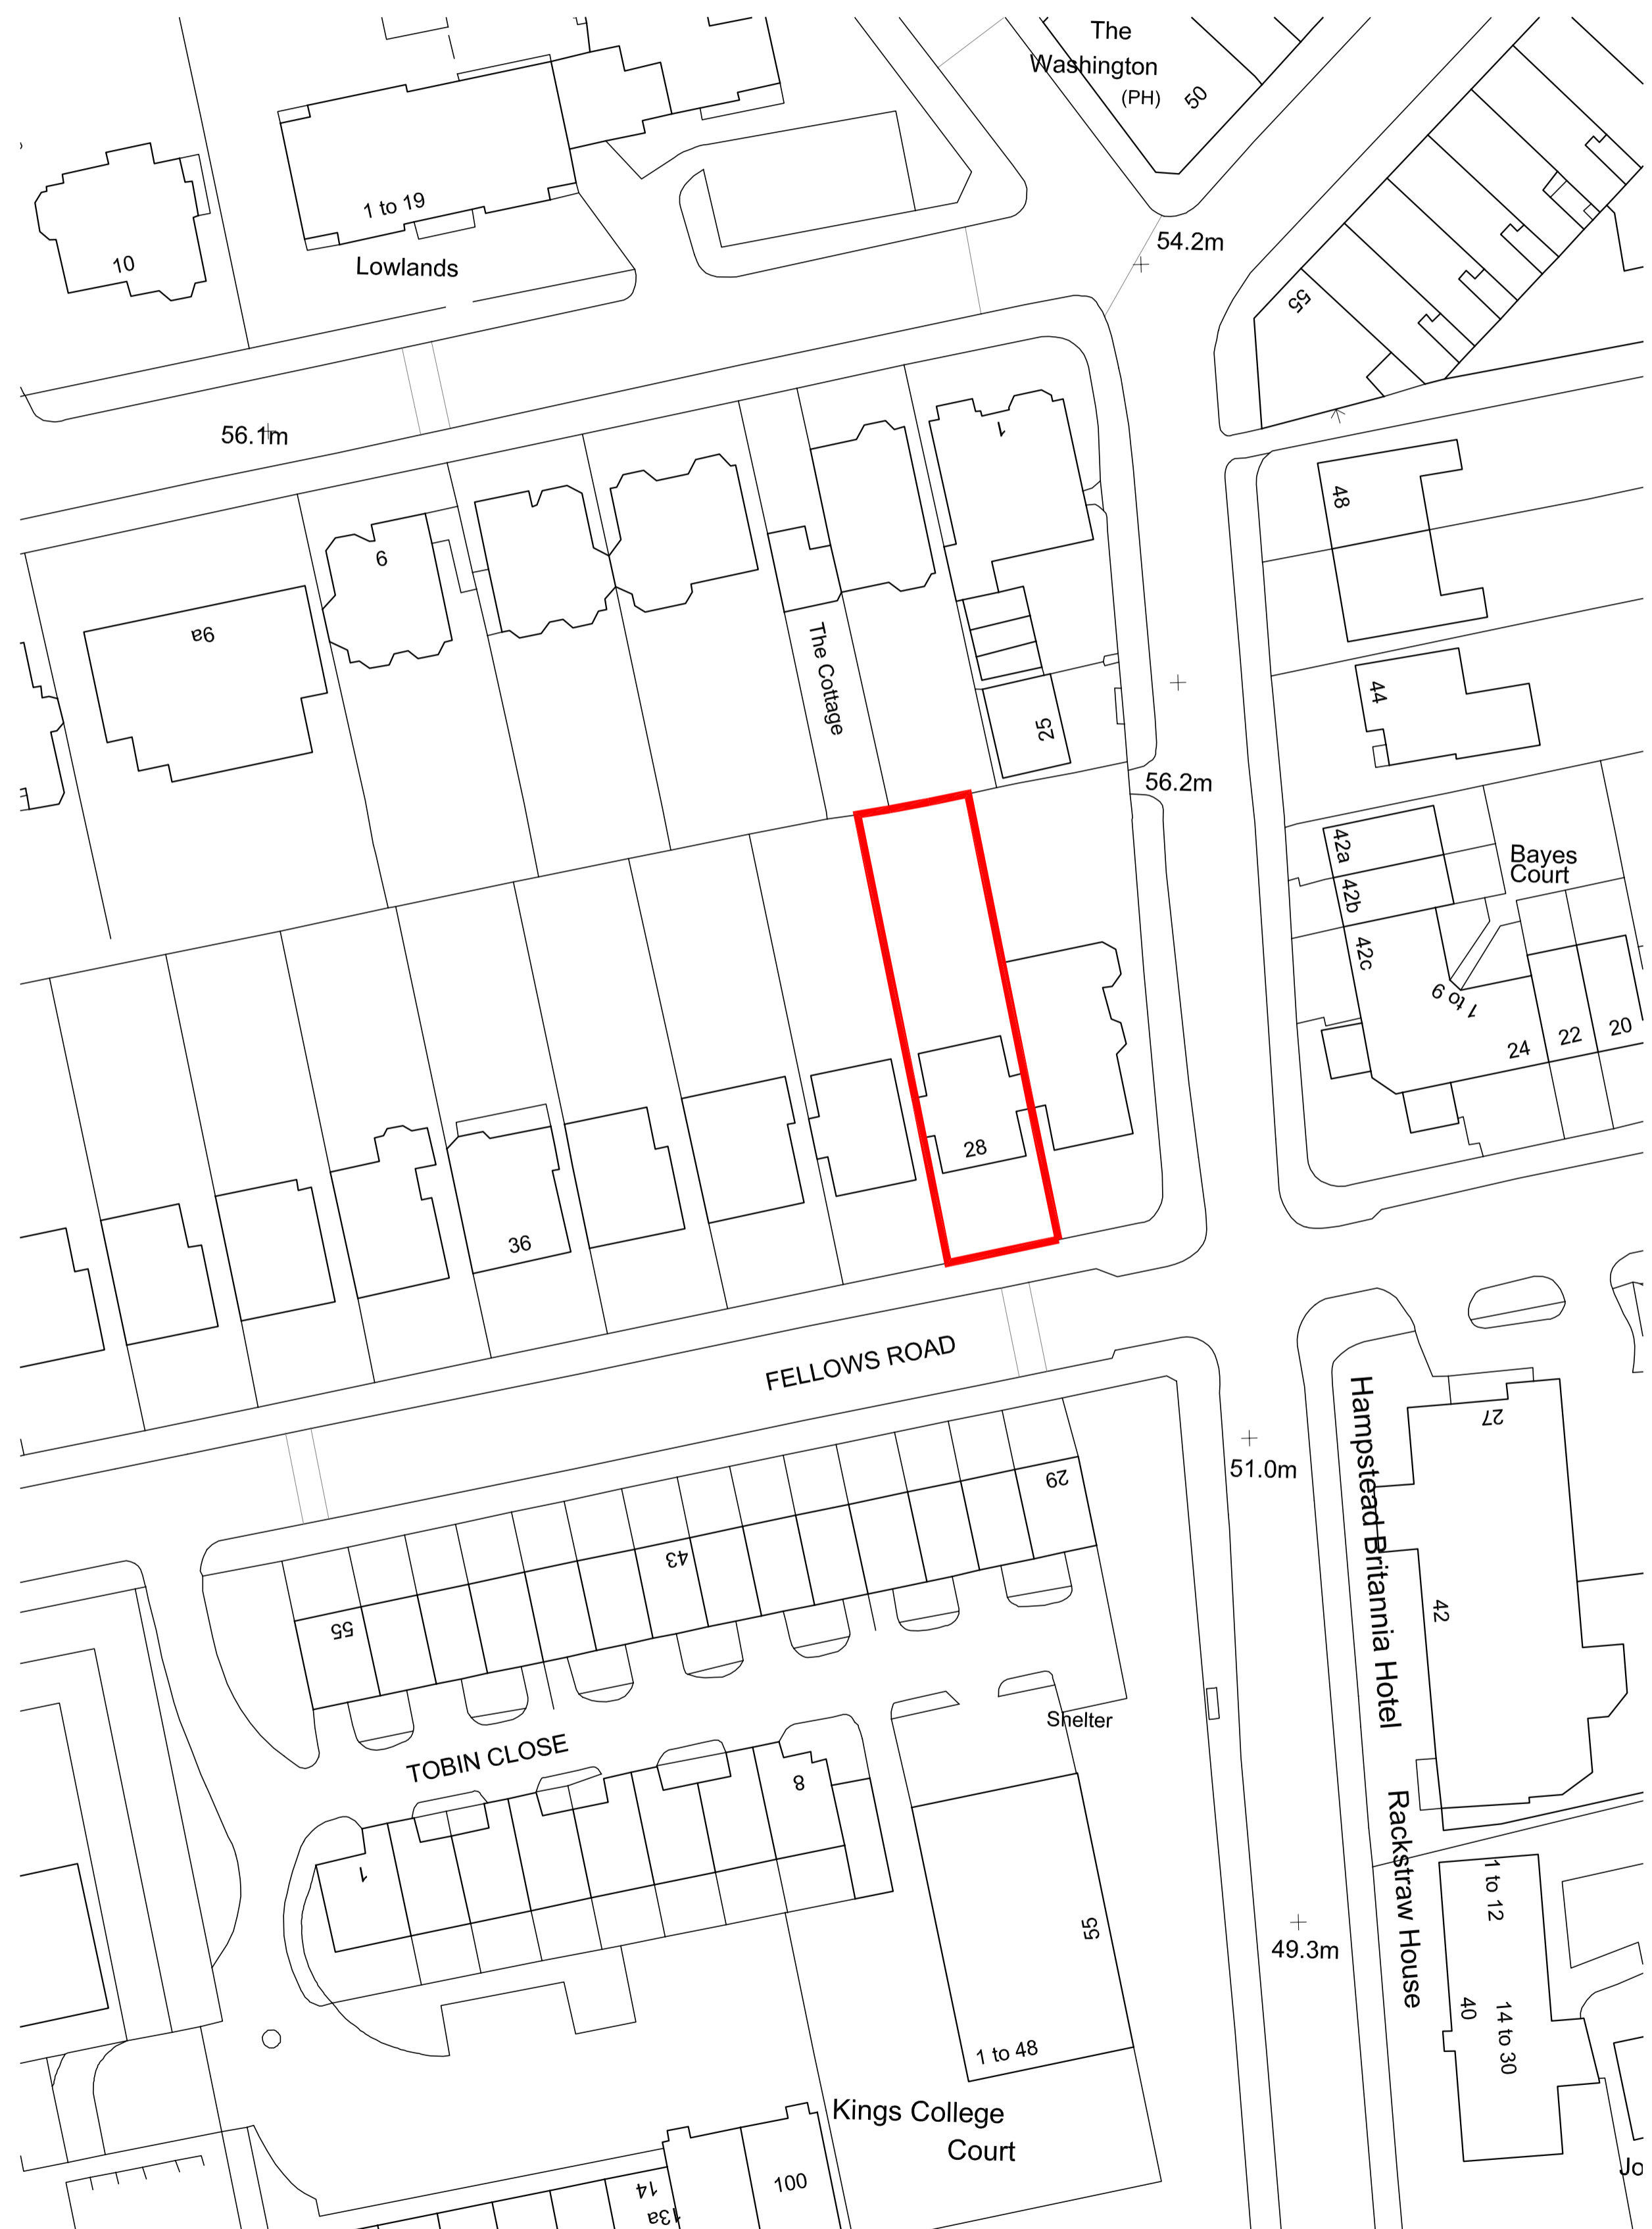 The
Washington
(PH)
50
1 to 19
Lowlands
10
54.2m
55
56.1m
1
48
6
9a
The Cottage
44
25
56.2m
42a
Bayes
Court
42b
42c
1 to 9
24
22
20
28
36
FELLOWS ROAD
Hampstead Britannia Hotel
27
51.0m
29
43
55
42
Shelter
TOBIN CLOSE
8
1
Rackstraw House
1 to 12
55
49.3m
40
14 to 30
1 to 48
Kings College
Court
Jo
100
14
13a